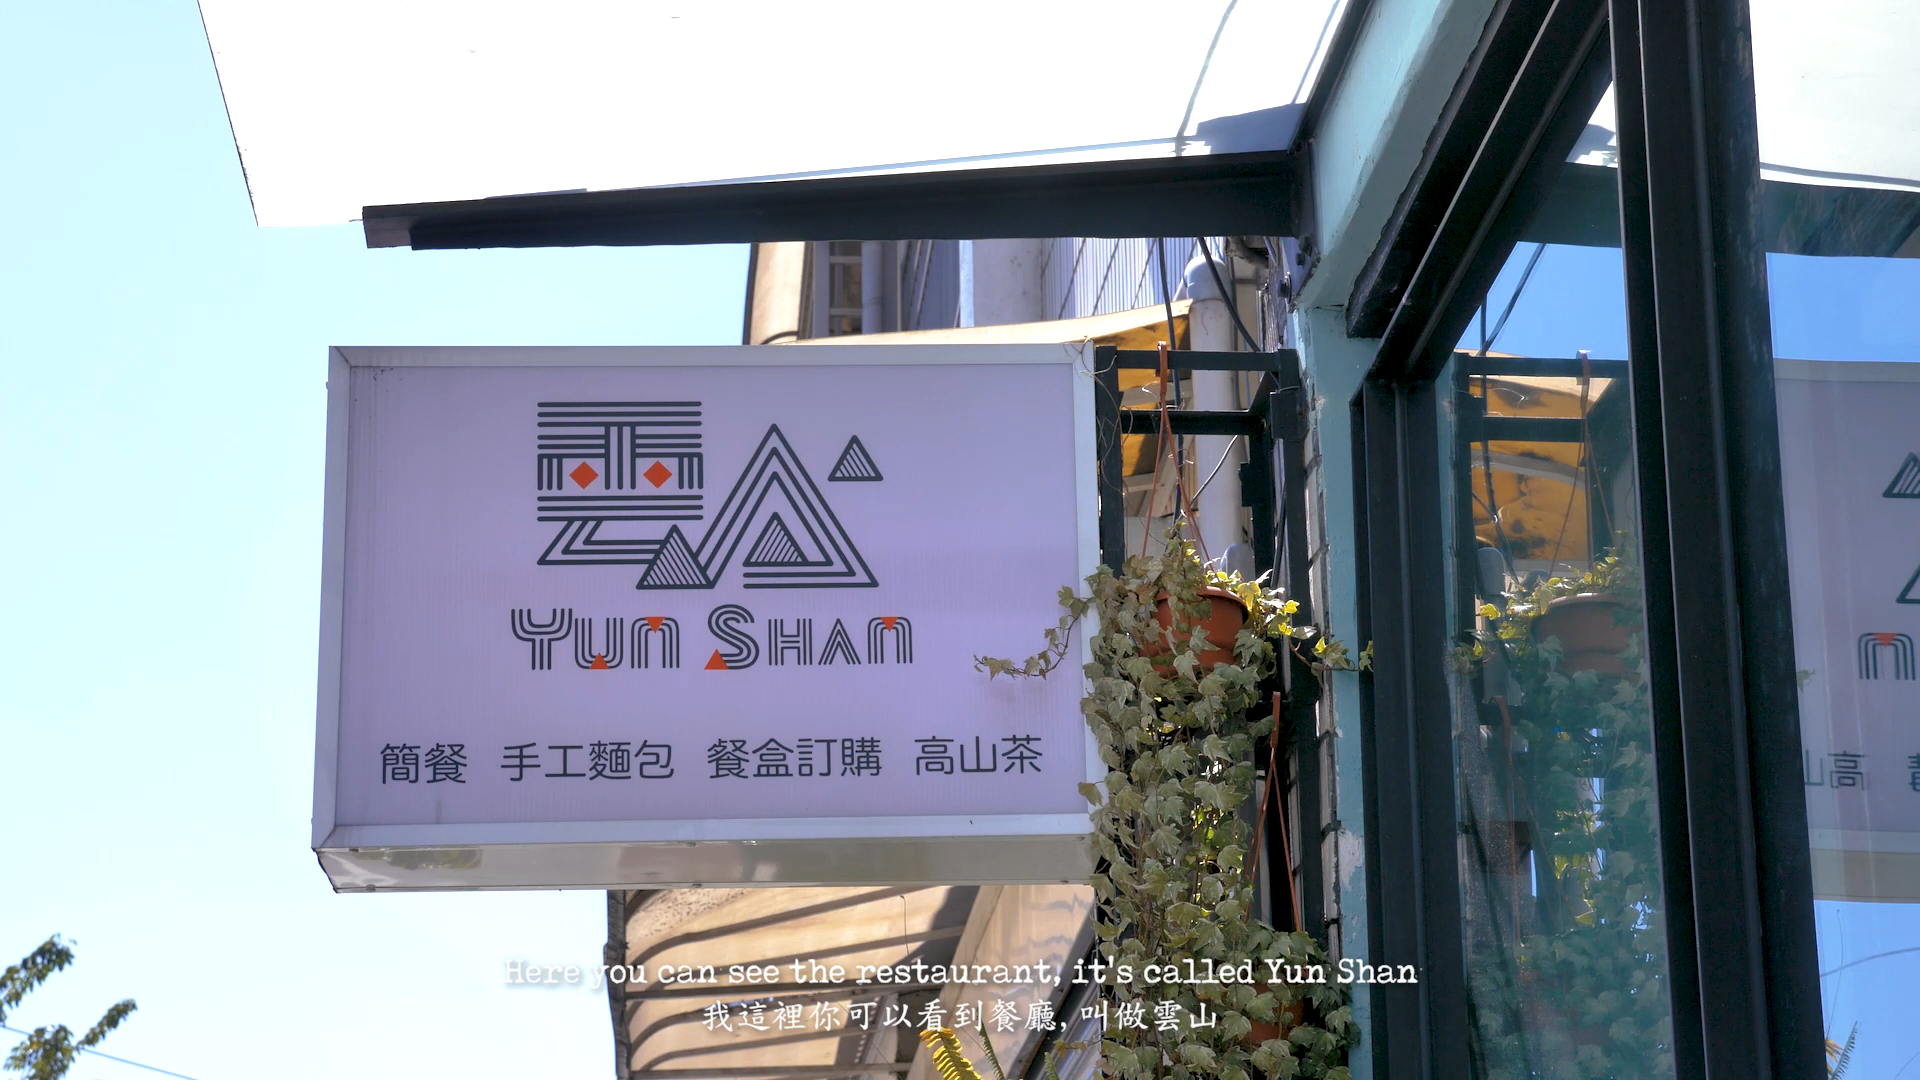 雲山
YUN SHAN
簡餐 手工麵包 餐盒訂購 高山茶
Here you can see the restaurant, it's called Yun Shan
我這裡你可以看到餐廳, 叫做雲山